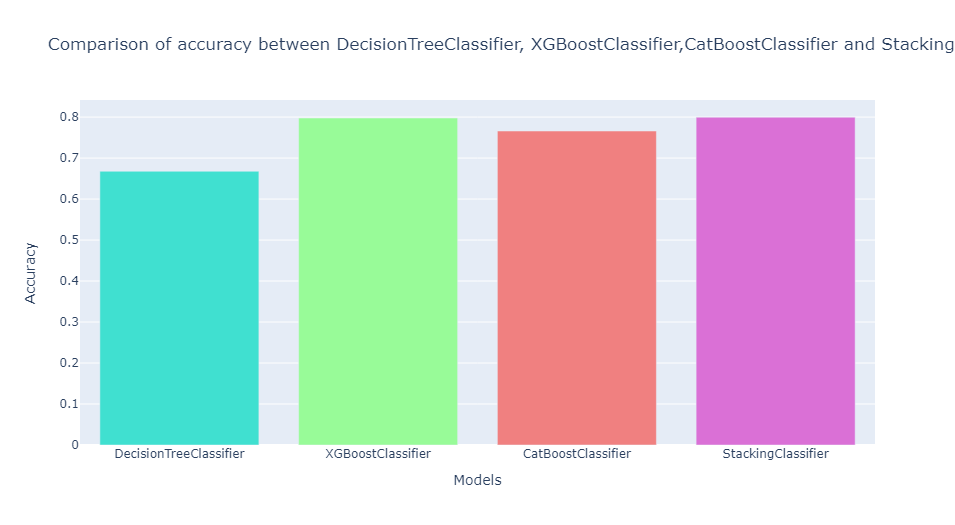 Comparison of accuracy between DecisionTreeClassifier, XGBoostClassifier,CatBoostClassifier and Stacking
0.8
0.7
0.6
0.5
0.4
0.3
0.2
0.1
0
Accuracy
DecisionTreeClassifier XGBoostClassifier CatBoostClassifier StackingClassifier
Models